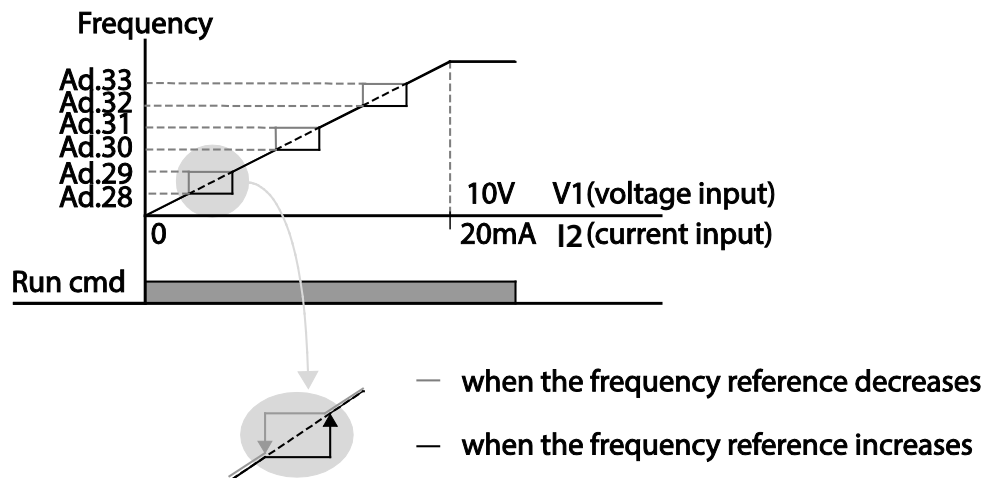 Frequency
Ad.33
Ad.32
Ad.31
Ad.30
Ad.29
Ad.28
10V V1(voltage input)
0
20mA I2(current input)
Run cmd
when the frequency reference decreases
when the frequency reference increases